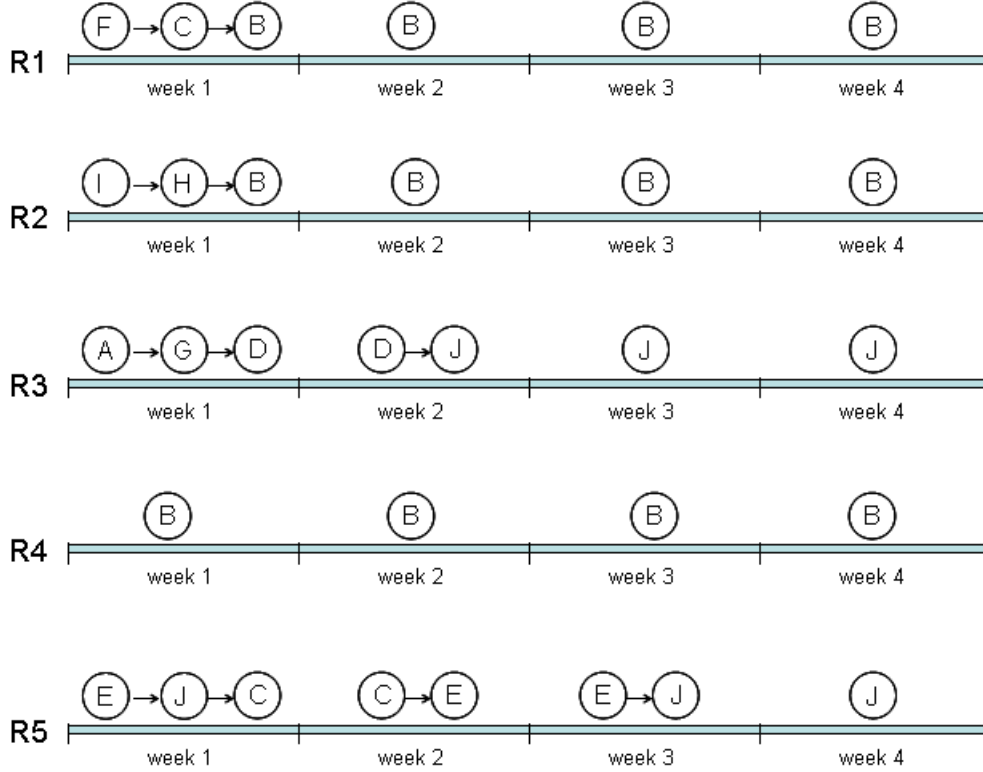 F C B B B B
R1
week 1 week 2 week 3 week 4
I H B B B B
R2
week 1 week 2 week 3 week 4
A G D D J J J
R3
week 1 week 2 week 3 week 4
B B B B
R4
week 1 week 2 week 3 week 4
E J C C E E J J
R5
week 1 week 2 week 3 week 4